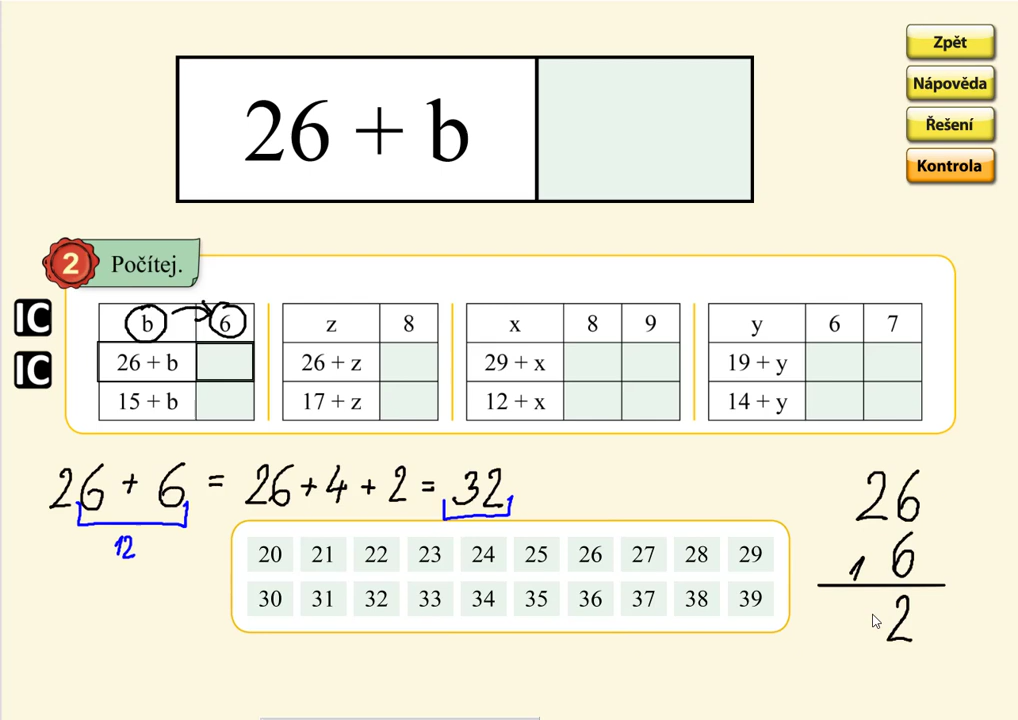 Zpět
Nápověda
Řešení
Kontrola
26 + b
2 Počítej.
IC
IC
b 6
26 + b
15 + b
z 8
26 + z
17 + z
x 8 9
29 + x
12 + x
y 6 7
19 + y
14 + y
26 + 6 = 26 + 4 + 2 = 32
12
20 21 22 23 24 25 26 27 28 29
30 31 32 33 34 35 36 37 38 39
26
1 6
2